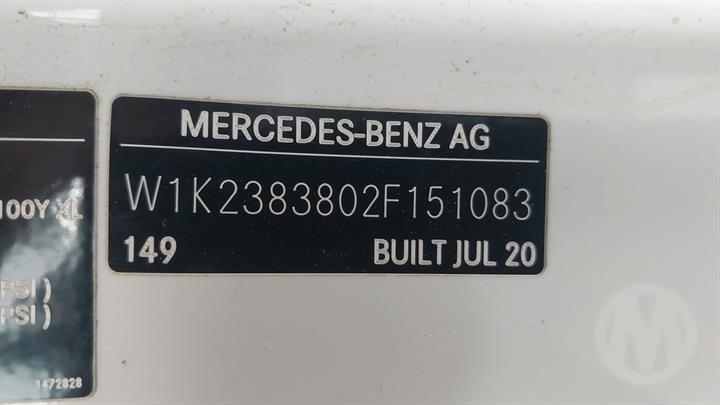 MERCEDES-BENZ AG
W1K2383802F151083
149 BUILT JUL 20
100Y XL
PSI )
PSI )
1472828
M